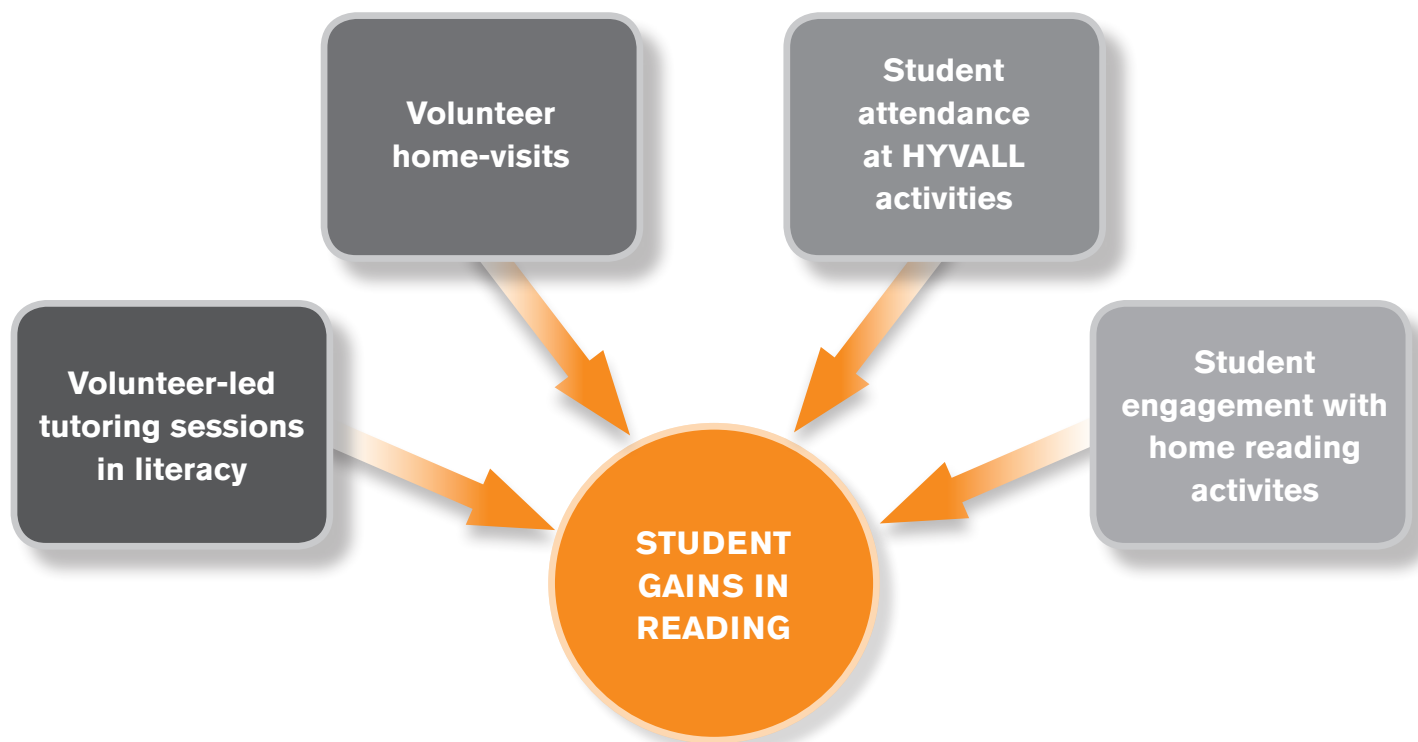 Volunteer
home-visits
Student
attendance
at HYVALL
activities
Volunteer-led
tutoring sessions
in literacy
Student
engagement with
home reading
activites
STUDENT
GAINS IN
READING